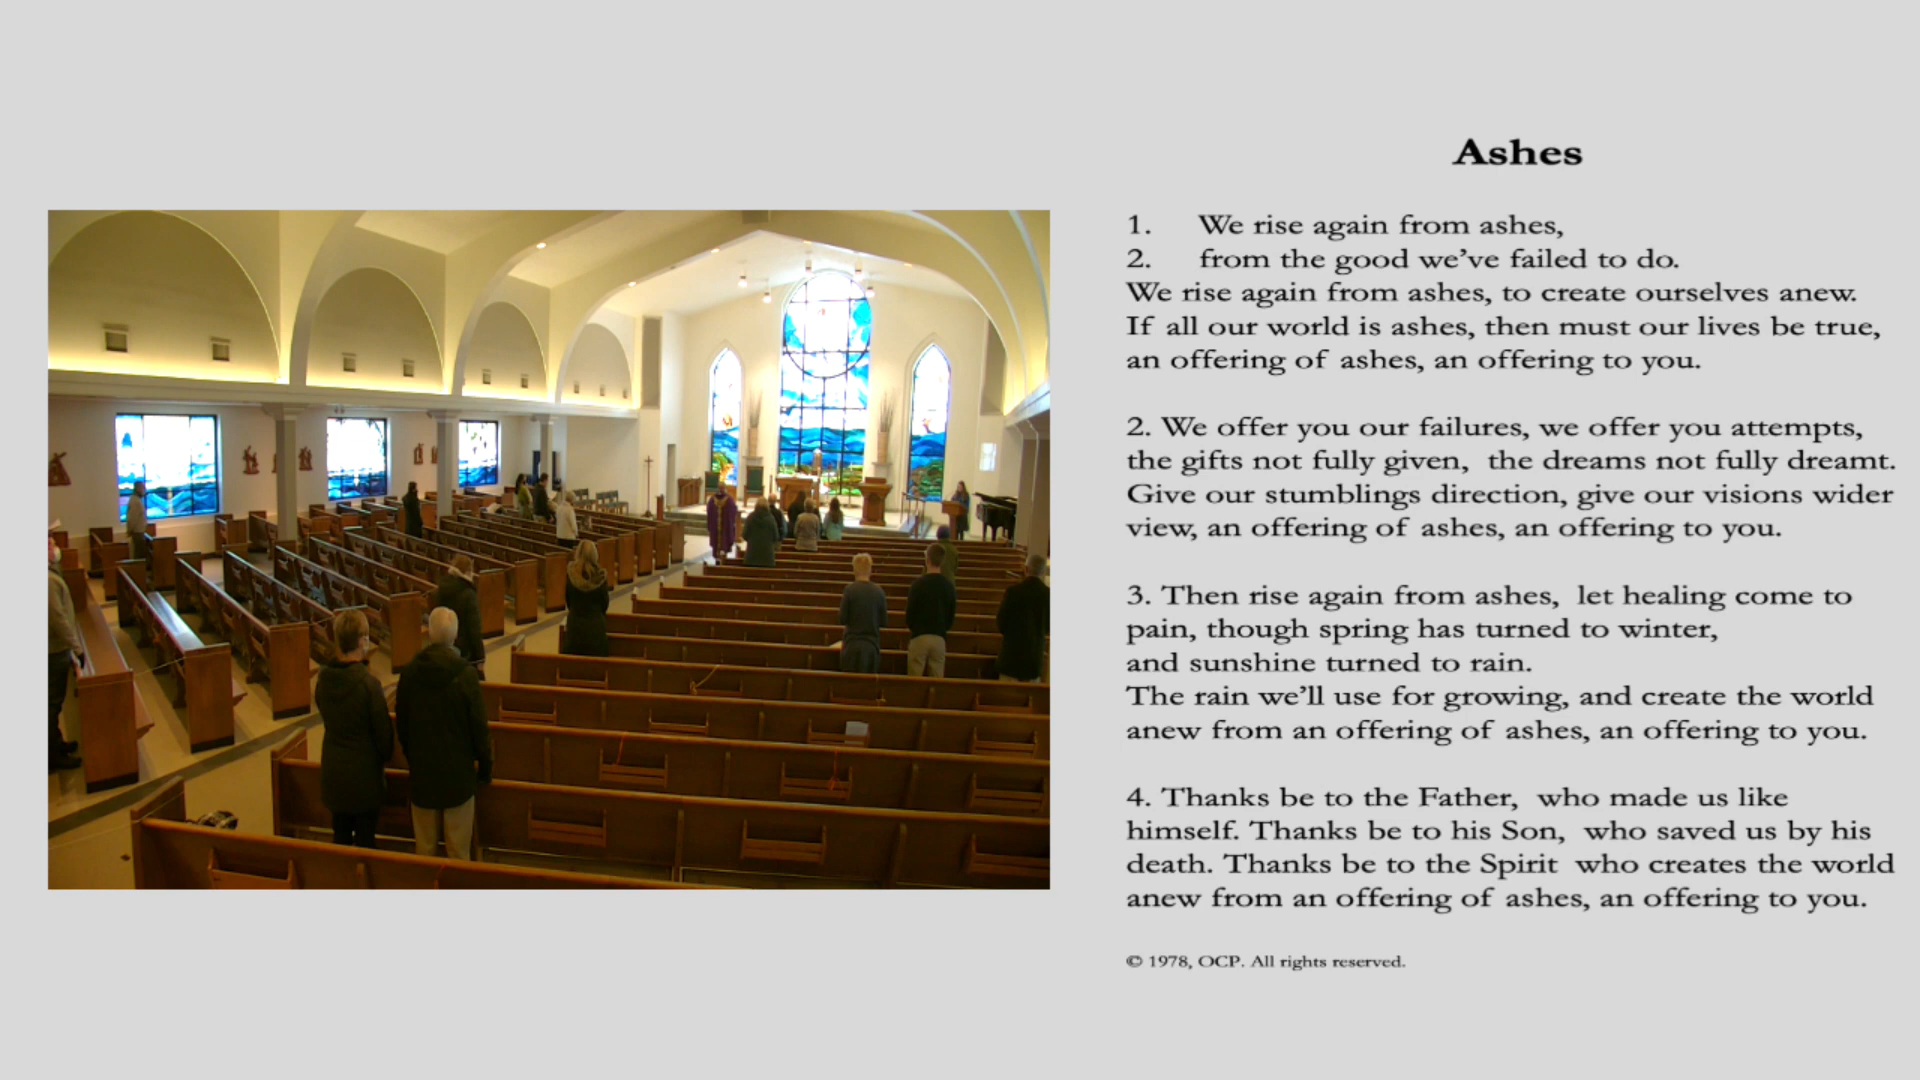 Ashes
1. We rise again from ashes,
2. from the good we've failed to do.
We rise again from ashes, to create ourselves anew.
If all our world is ashes, then must our lives be true,
an offering of ashes, an offering to you.
2. We offer you our failures, we offer you attempts,
the gifts not fully given, the dreams not fully dreamt.
Give our stumblings direction, give our visions wider
view, an offering of ashes, an offering to you.
3. Then rise again from ashes, let healing come to
pain, though spring has turned to winter,
and sunshine turned to rain.
The rain we'll use for growing, and create the world
anew from an offering of ashes, an offering to you.
4. Thanks be to the Father, who made us like
himself. Thanks be to his Son, who saved us by his
death. Thanks be to the Spirit who creates the world
anew from an offering of ashes, an offering to you.
© 1978, OCP. All rights reserved.